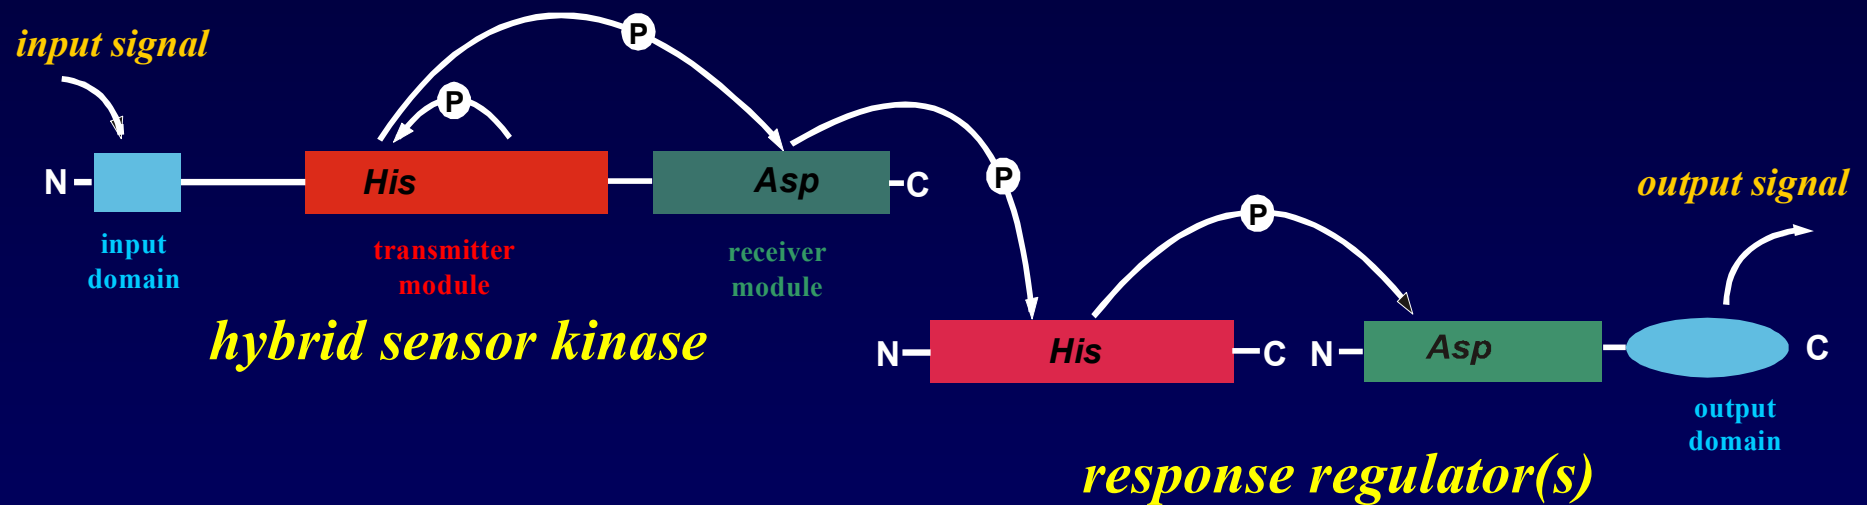 input signal
P
P
N
His
Asp
C
P
input
domain
transmitter
module
receiver
module
hybrid sensor kinase
P
output signal
N
His
C
N
Asp
C
output
domain
response regulator(s)